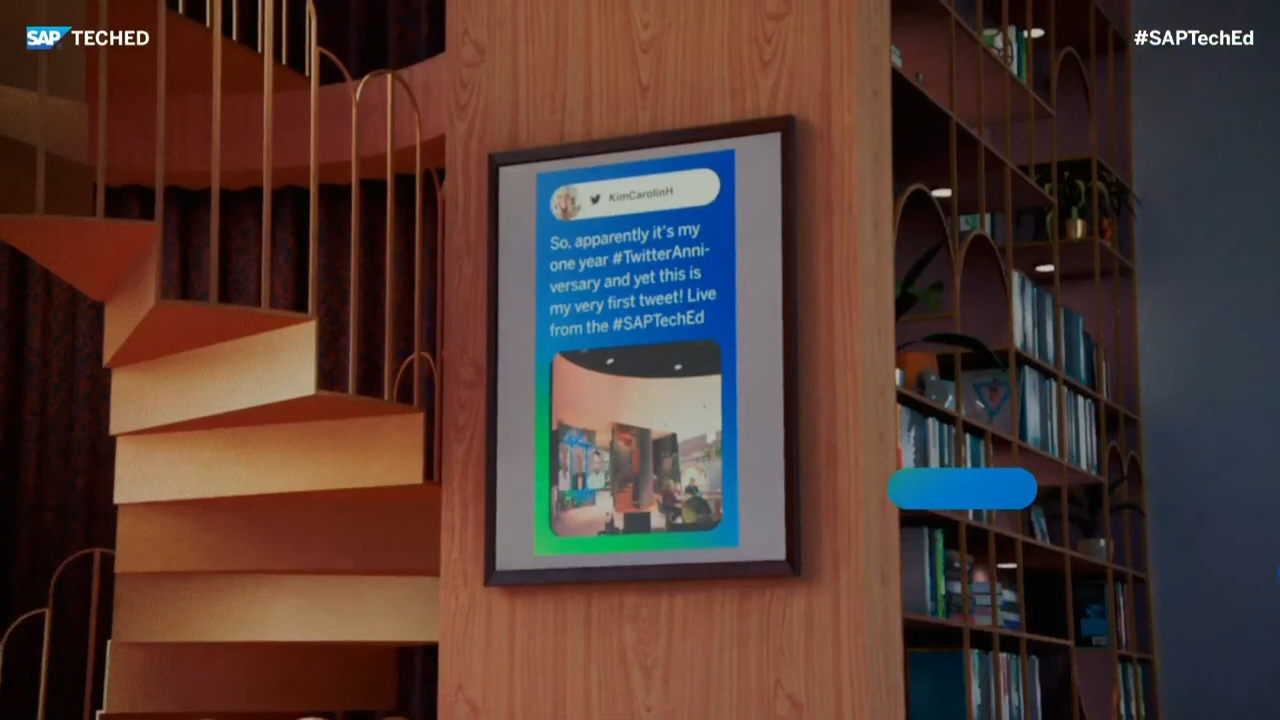 SAP TECHED
#SAPTechEd
KimCarolinH
So, apparently it's my
one year #TwitterAnni-
versary and yet this is
my very first tweet! Live
from the #SAPTechEd